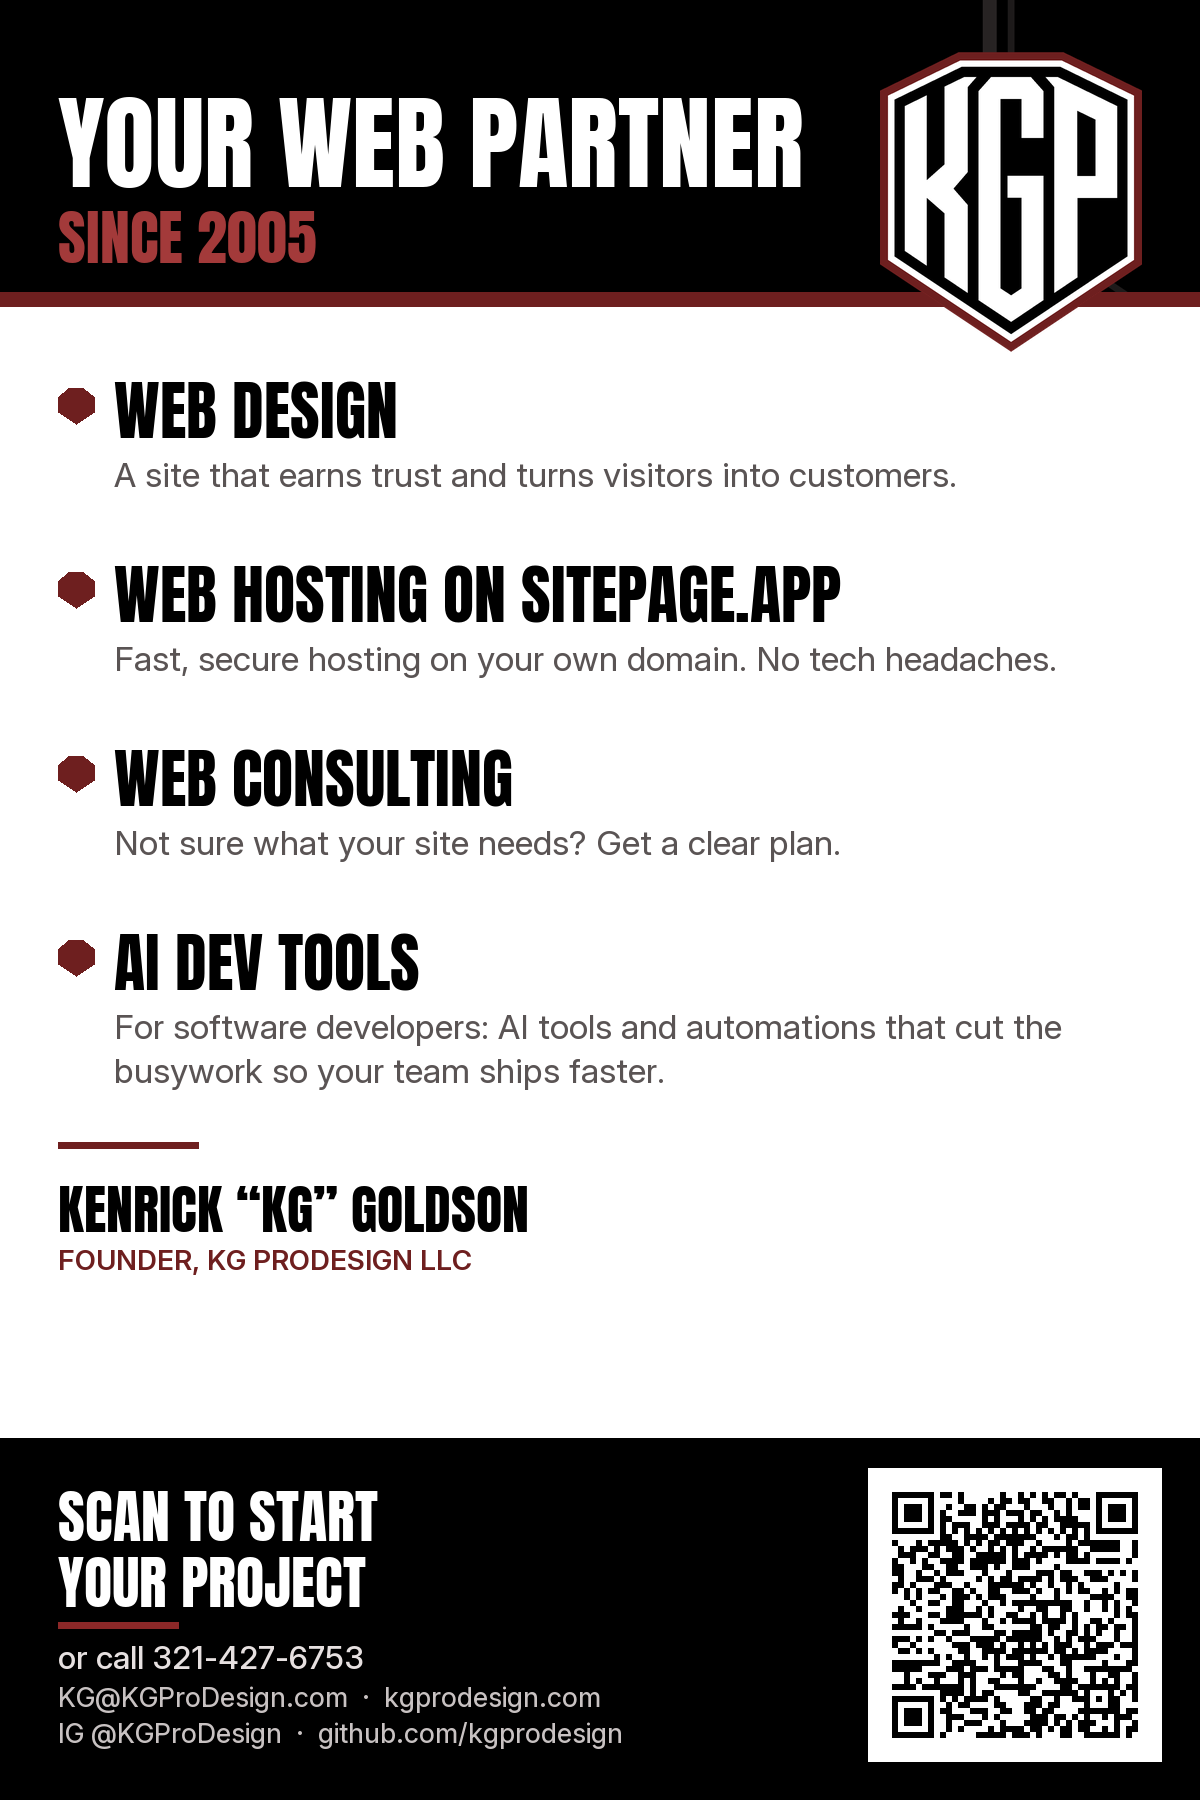 YOUR WEB PARTNER
SINCE 2005
KGP
WEB DESIGN
A site that earns trust and turns visitors into customers.
WEB HOSTING ON SITEPAGE.APP
Fast, secure hosting on your own domain. No tech headaches.
WEB CONSULTING
Not sure what your site needs? Get a clear plan.
AI DEV TOOLS
For software developers: AI tools and automations that cut the
busywork so your team ships faster.
KENRICK “KG” GOLDSON
FOUNDER, KG PRODESIGN LLC
SCAN TO START
YOUR PROJECT
or call 321-427-6753
KG@KGProDesign.com · kgprodesign.com
IG @KGProDesign · github.com/kgprodesign